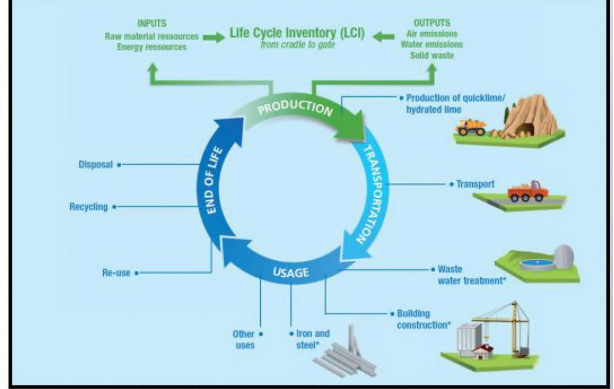 INPUTS
Raw material ressources
Energy ressources
Life Cycle Inventory (LCI)
from cradle to gate
OUTPUTS
Air emissions
Water emissions
Solid waste
PRODUCTION
• Production of quicklime/
hydrated lime
TRANSPORTATION
• Transport
USAGE
• Waste
water treatment*
• Building
construction*
• Iron and
steel*
Other •
uses
END OF LIFE
Re-use •
Recycling •
Disposal •